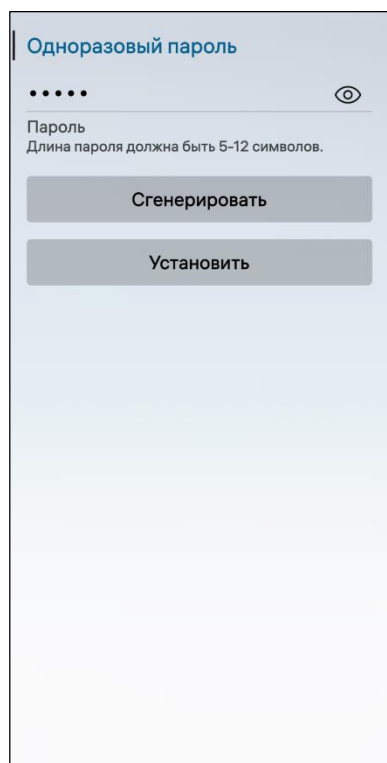 Одноразовый пароль
•••••
Пароль
Длина пароля должна быть 5-12 символов.
Сгенерировать
Установить